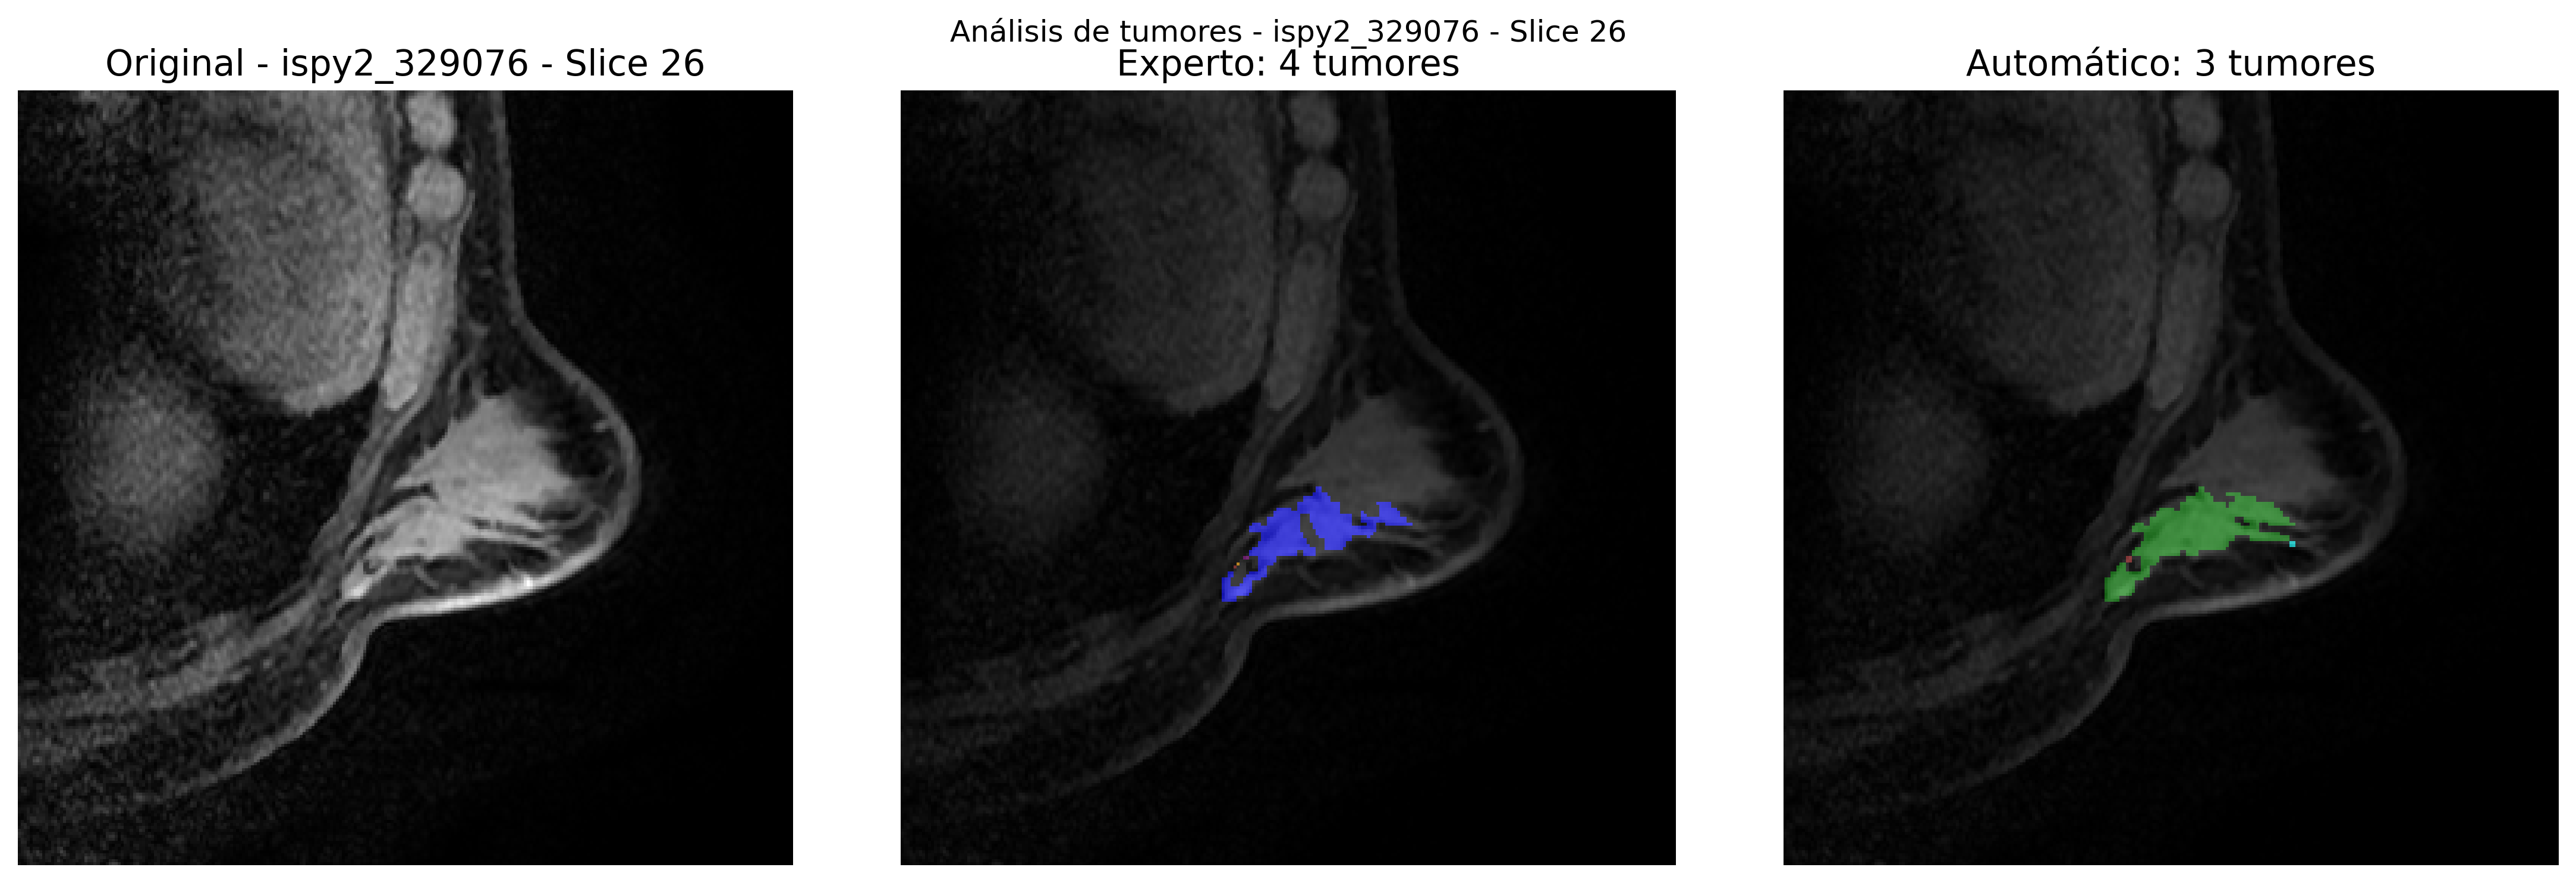 Análisis de tumores - ispy2_329076 - Slice 26
Original - ispy2_329076 - Slice 26
Experto: 4 tumores
Automático: 3 tumores